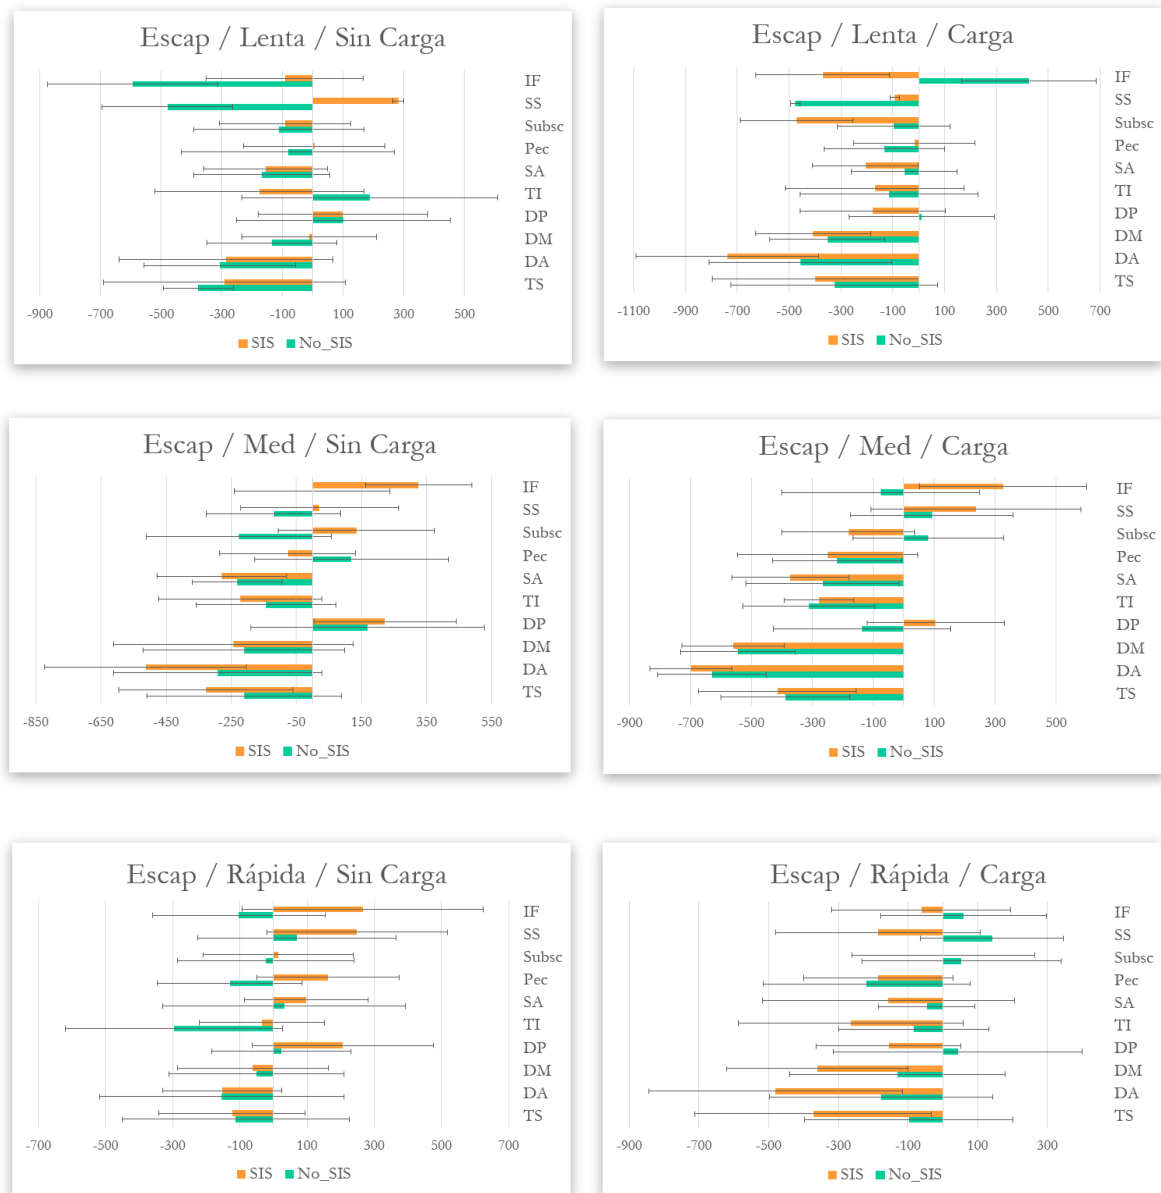 Escap / Lenta / Sin Carga
IF
SS
Subsc
Pec
SA
TI
DP
DM
DA
TS
-900 -700 -500 -300 -100 100 300 500
SIS No_SIS
Escap / Lenta / Carga
IF
SS
Subsc
Pec
SA
TI
DP
DM
DA
TS
-1100 -900 -700 -500 -300 -100 100 300 500 700
SIS No_SIS
Escap / Med / Sin Carga
IF
SS
Subsc
Pec
SA
TI
DP
DM
DA
TS
-850 -650 -450 -250 -50 150 350 550
SIS No_SIS
Escap / Med / Carga
IF
SS
Subsc
Pec
SA
TI
DP
DM
DA
TS
-900 -700 -500 -300 -100 100 300 500
SIS No_SIS
Escap / Rápida / Sin Carga
IF
SS
Subsc
Pec
SA
TI
DP
DM
DA
TS
-700 -500 -300 -100 100 300 500 700
SIS No_SIS
Escap / Rápida / Carga
IF
SS
Subsc
Pec
SA
TI
DP
DM
DA
TS
-900 -700 -500 -300 -100 100 300
SIS No_SIS